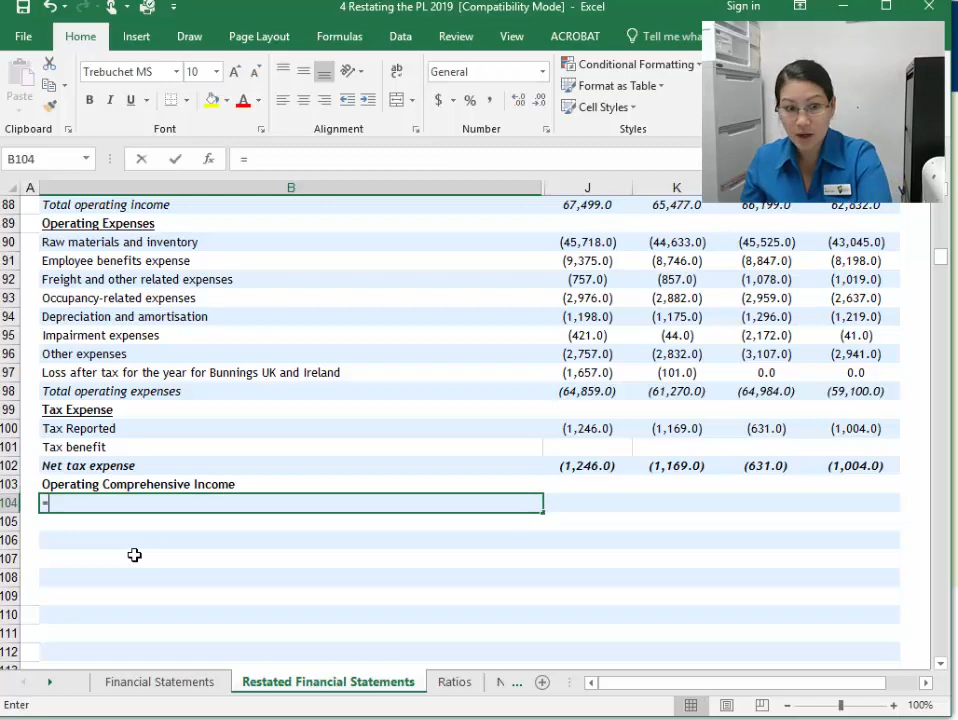 4 Restating the PL 2019 [Compatibility Mode] - Excel
Sign in
File Home Insert Draw Page Layout Formulas Data Review View ACROBAT Tell me wha
Trebuchet MS 10 General
Conditional Formatting
Format as Table
Paste B I U A $ % , Cell Styles
Clipboard Font Alignment Number Styles
B104 fx =
A B J K
88 Total operating income 67,499.0 65,477.0
89 Operating Expenses
90 Raw materials and inventory (45,718.0) (44,633.0) (45,525.0) (43,045.0)
91 Employee benefits expense (9,375.0) (8,746.0) (8,847.0) (8,198.0)
92 Freight and other related expenses (757.0) (857.0) (1,078.0) (1,019.0)
93 Occupancy-related expenses (2,976.0) (2,882.0) (2,959.0) (2,637.0)
94 Depreciation and amortisation (1,198.0) (1,175.0) (1,296.0) (1,219.0)
95 Impairment expenses (421.0) (44.0) (2,172.0) (41.0)
96 Other expenses (2,757.0) (2,832.0) (3,107.0) (2,941.0)
97 Loss after tax for the year for Bunnings UK and Ireland (1,657.0) (101.0) 0.0 0.0
98 Total operating expenses (64,859.0) (61,270.0) (64,984.0) (59,100.0)
99 Tax Expense
100 Tax Reported (1,246.0) (1,169.0) (631.0) (1,004.0)
101 Tax benefit
102 Net tax expense (1,246.0) (1,169.0) (631.0) (1,004.0)
103 Operating Comprehensive Income
104 =
105
106
107
108
109
110
111
112
Financial Statements Restated Financial Statements Ratios N ...
Enter 100%